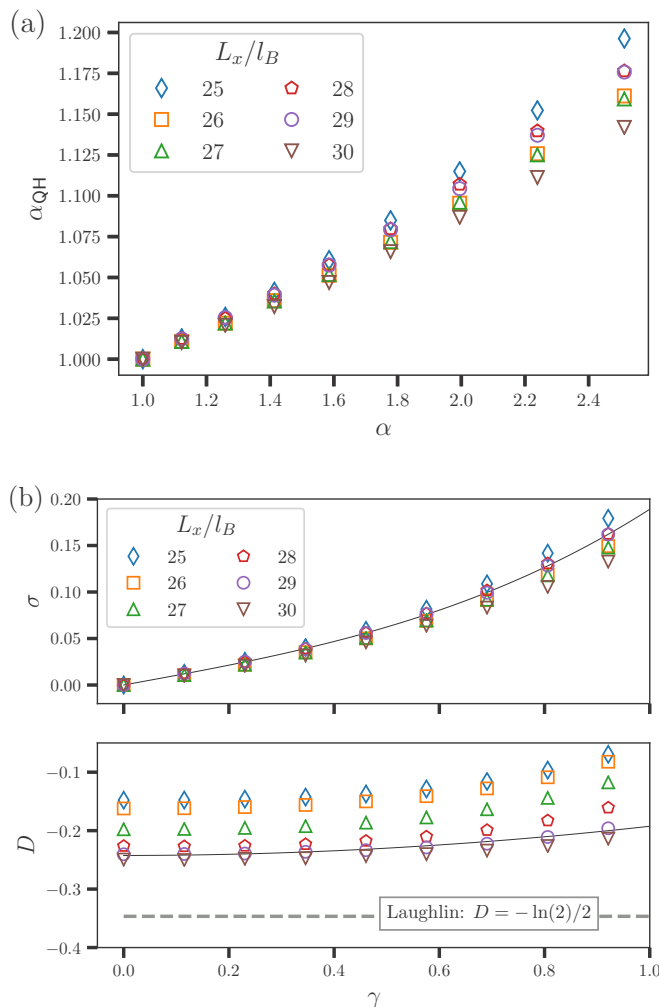 (a)
1.200
1.175
1.150
1.125
1.100
1.075
1.050
1.025
1.000
α_QH
L_x/l_B
25 28
26 29
27 30
1.0 1.2 1.4 1.6 1.8 2.0 2.2 2.4
α
(b)
0.20
0.15
0.10
0.05
0.00
σ
L_x/l_B
25 28
26 29
27 30
−0.1
−0.2
−0.3
−0.4
D
Laughlin: D = − ln(2)/2
0.0 0.2 0.4 0.6 0.8 1.0
γ